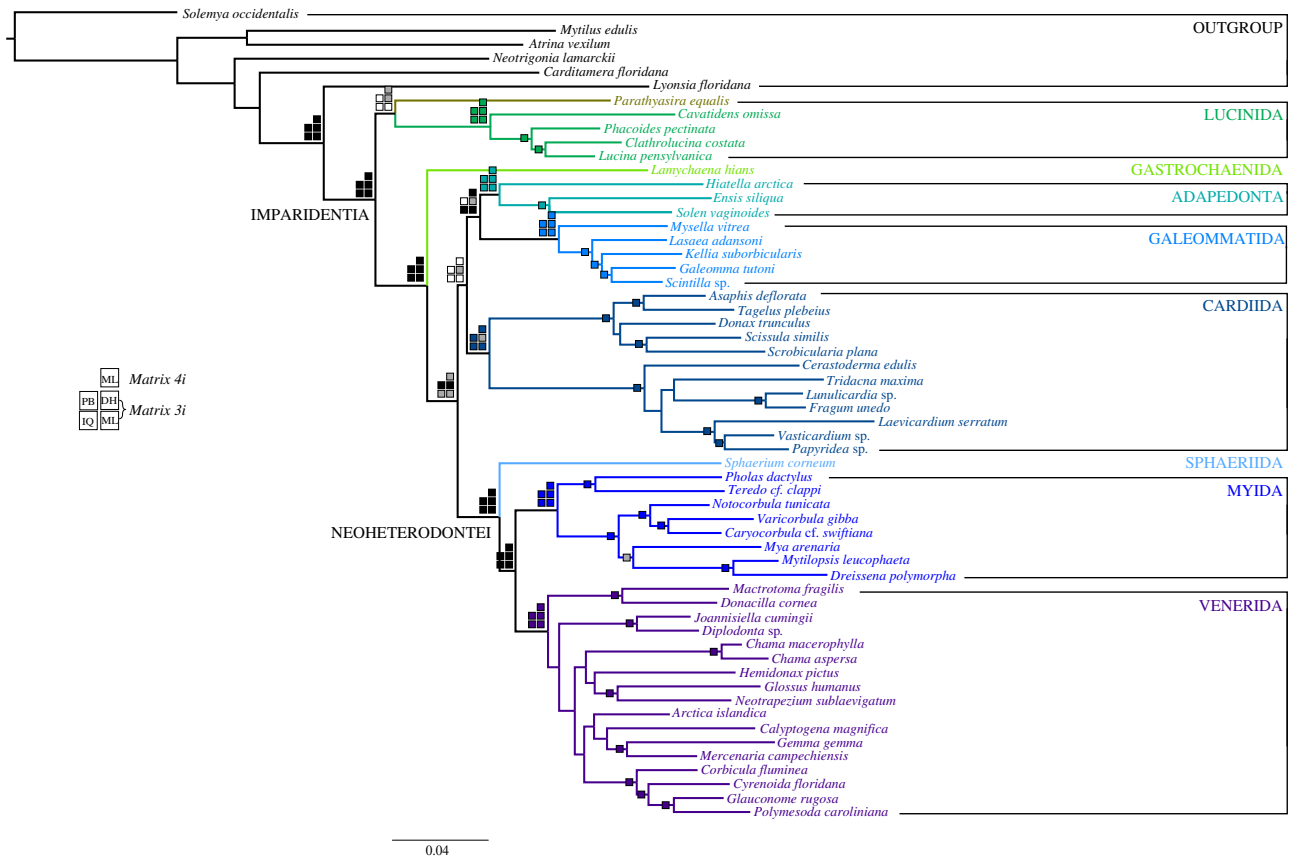 Solemya occidentalis
OUTGROUP
Mytilus edulis
Atrina vexilum
Neotrigonia lamarckii
Carditamera floridana
Lyonsia floridana
Parathyasira equalis
LUCINIDA
Cavatidens omissa
Phacoides pectinata
Clathrolucina costata
Lucina pensylvanica
Lamychaena hians
GASTROCHAENIDA
Hiatella arctica
ADAPEDONTA
Ensis siliqua
Solen vaginoides
IMPARIDENTIA
Mysella vitrea
GALEOMMATIDA
Lasaea adansoni
Kellia suborbicularis
Galeomma tutoni
Scintilla sp.
Asaphis deflorata
CARDIIDA
Tagelus plebeius
Donax trunculus
Scissula similis
Scrobicularia plana
Cerastoderma edulis
Tridacna maxima
Lunulicardia sp.
Fragum unedo
Laevicardium serratum
Vasticardium sp.
Papyridea sp.
ML Matrix 4i
PB DH
Matrix 3i
IQ ML
Sphaerium corneum
SPHAERIIDA
Pholas dactylus
MYIDA
Teredo cf. clappi
Notocorbula tunicata
Varicorbula gibba
Caryocorbula cf. swiftiana
NEOHETERODONTEI
Mya arenaria
Mytilopsis leucophaeta
Dreissena polymorpha
Mactrotoma fragilis
VENERIDA
Donacilla cornea
Joannisiella cumingii
Diplodonta sp.
Chama macerophylla
Chama aspersa
Hemidonax pictus
Glossus humanus
Neotrapezium sublaevigatum
Arctica islandica
Calyptogena magnifica
Gemma gemma
Mercenaria campechiensis
Corbicula fluminea
Cyrenoida floridana
Glauconome rugosa
Polymesoda caroliniana
0.04